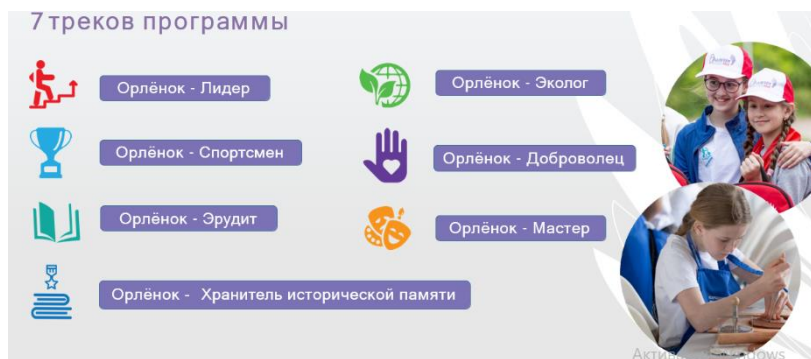 7 треков программы
Орлёнок - Лидер
Орлёнок - Эколог
Орлёнок - Спортсмен
Орлёнок - Доброволец
Орлёнок - Эрудит
Орлёнок - Мастер
Орлёнок - Хранитель исторической памяти